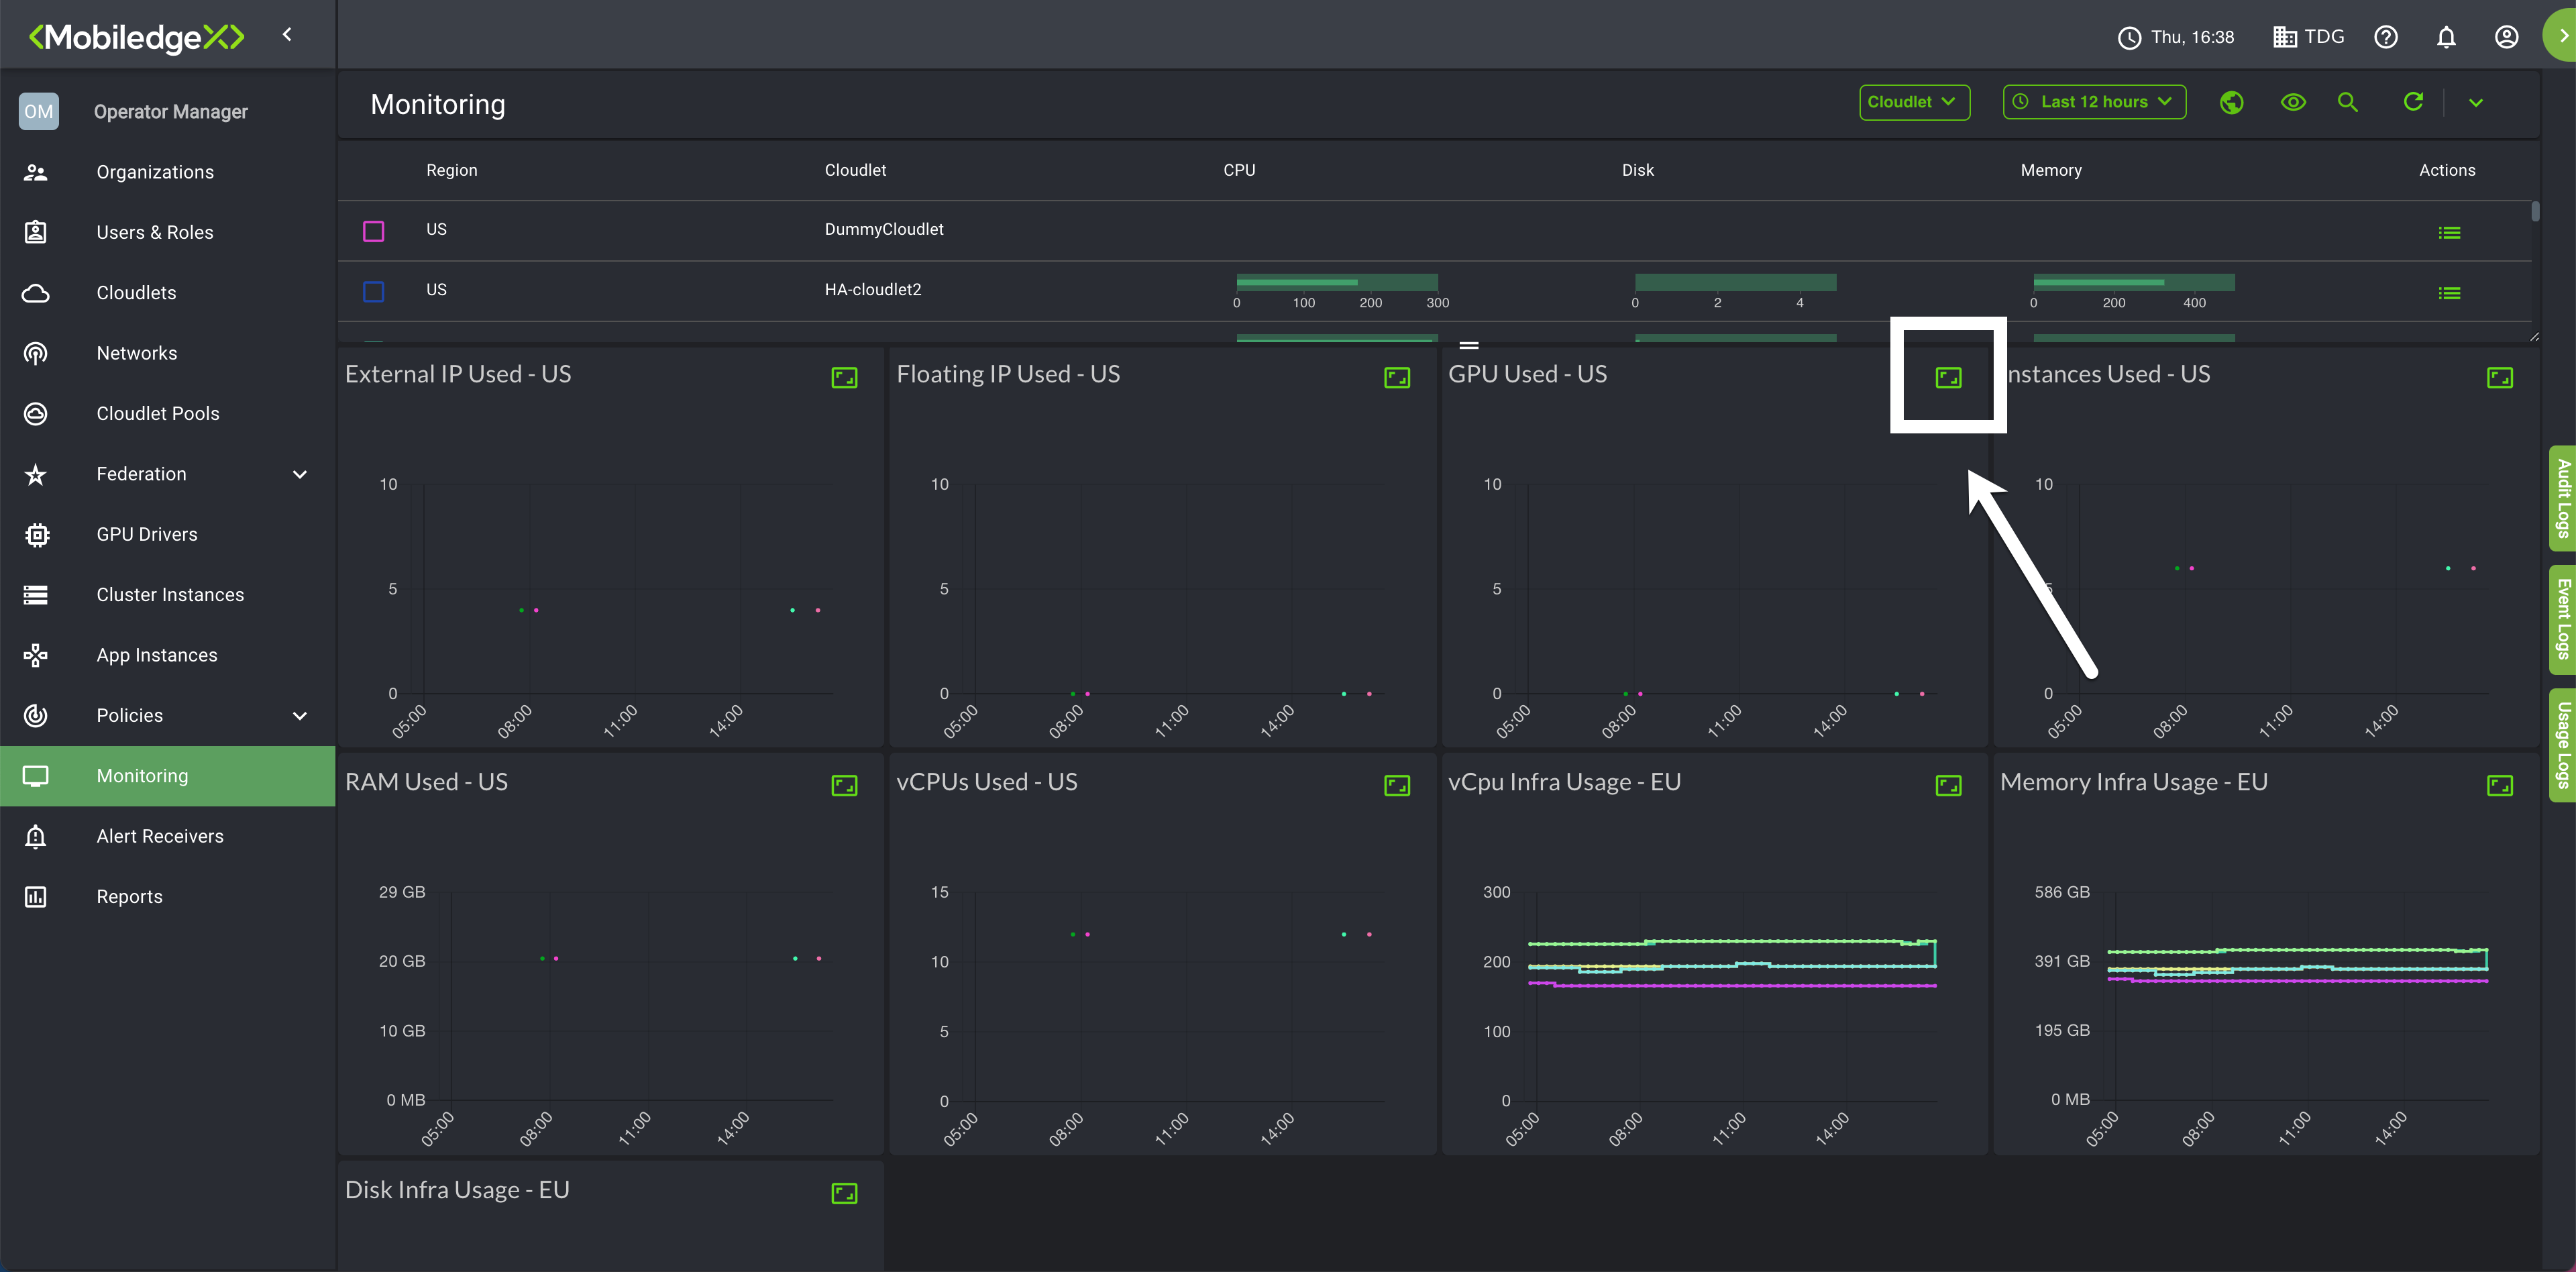 MobiledgeX
Thu, 16:38
TDG
OM
Operator Manager
Organizations
Users & Roles
Cloudlets
Networks
Cloudlet Pools
Federation
GPU Drivers
Cluster Instances
App Instances
Policies
Monitoring
Alert Receivers
Reports
Monitoring
Cloudlet
Last 12 hours
Region Cloudlet CPU Disk Memory Actions
US DummyCloudlet
US HA-cloudlet2
0 100 200 300
0 2 4
0 200 400
External IP Used - US
10
5
0
05:00 08:00 11:00 14:00
Floating IP Used - US
10
5
0
05:00 08:00 11:00 14:00
GPU Used - US
10
5
0
05:00 08:00 11:00 14:00
nstances Used - US
10
5
0
05:00 08:00 11:00 14:00
RAM Used - US
29 GB
20 GB
10 GB
0 MB
05:00 08:00 11:00 14:00
vCPUs Used - US
15
10
5
0
05:00 08:00 11:00 14:00
vCpu Infra Usage - EU
300
200
100
0
05:00 08:00 11:00 14:00
Memory Infra Usage - EU
586 GB
391 GB
195 GB
0 MB
05:00 08:00 11:00 14:00
Disk Infra Usage - EU
Audit Logs
Event Logs
Usage Logs